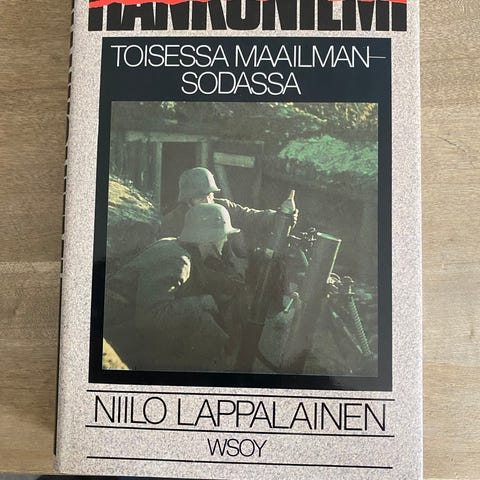 HANKONIEMI
TOISESSA MAAILMAN-
SODASSA
NIILO LAPPALAINEN
WSOY